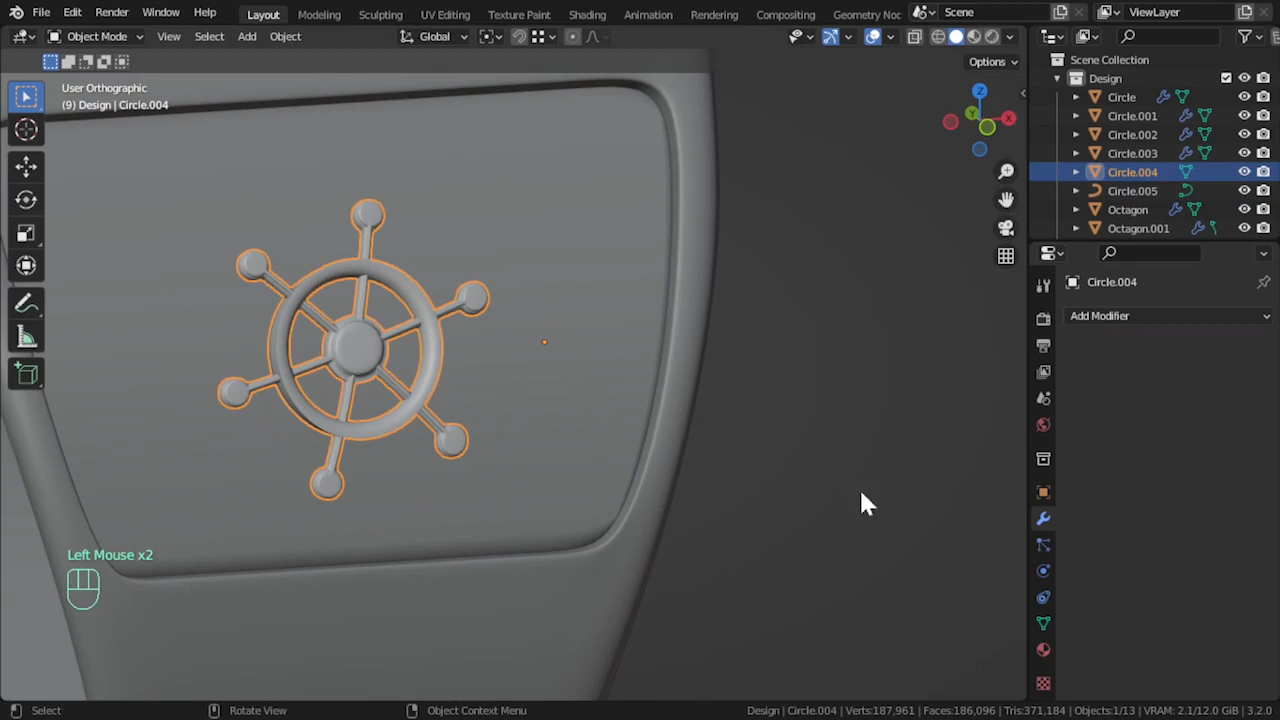 File Edit Render Window Help Layout Modeling Sculpting UV Editing Texture Paint Shading Animation Rendering Compositing Geometry Noc Scene ViewLayer
Object Mode View Select Add Object Global
Options
User Orthographic
(9) Design | Circle.004
Z
X
Y
Scene Collection
Design
Circle
Circle.001
Circle.002
Circle.003
Circle.004
Circle.005
Octagon
Octagon.001
Circle.004
Add Modifier
Left Mouse x2
Select Rotate View Object Context Menu Design | Circle.004 | Verts:187,961 | Faces:186,096 | Tris:371,184 | Objects:1/13 | VRAM: 2.1/12.0 GiB | 3.2.0